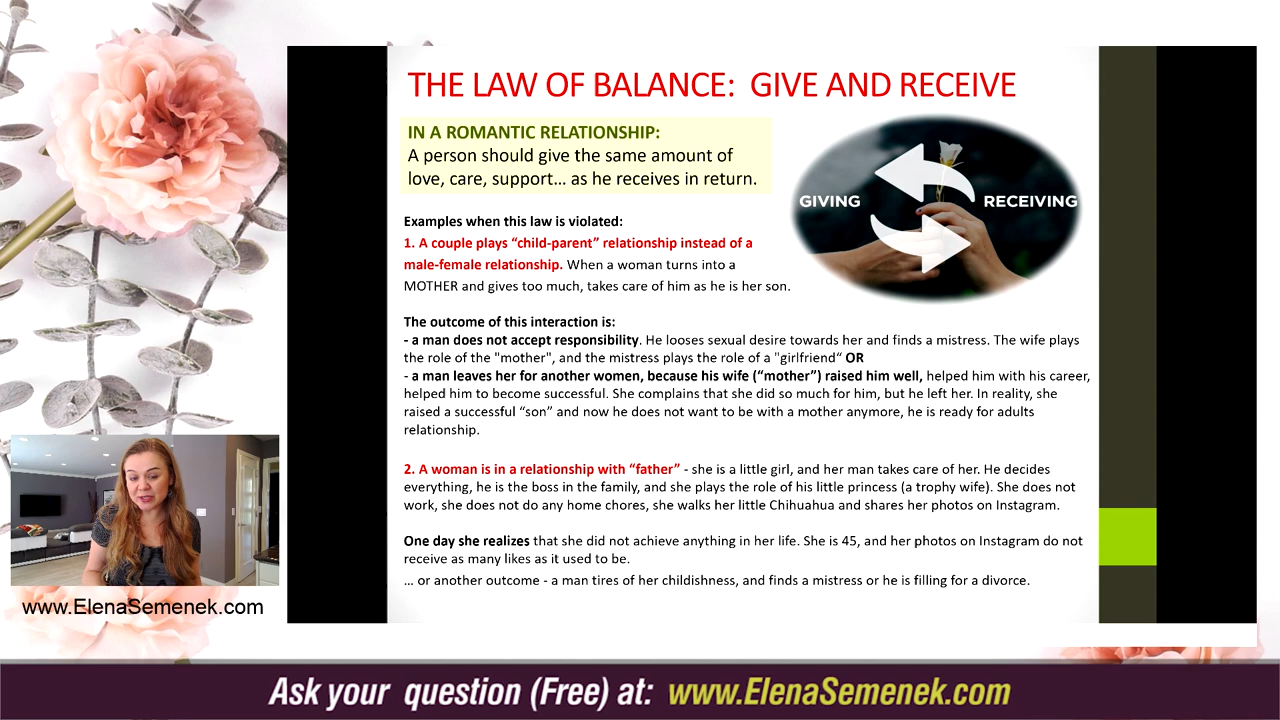 THE LAW OF BALANCE: GIVE AND RECEIVE
IN A ROMANTIC RELATIONSHIP:
A person should give the same amount of
love, care, support... as he receives in return.
GIVING
RECEIVING
Examples when this law is violated:
1. A couple plays “child-parent” relationship instead of a
male-female relationship. When a woman turns into a
MOTHER and gives too much, takes care of him as he is her son.
The outcome of this interaction is:
- a man does not accept responsibility. He looses sexual desire towards her and finds a mistress. The wife plays
the role of the "mother", and the mistress plays the role of a "girlfriend“ OR
- a man leaves her for another women, because his wife (“mother”) raised him well, helped him with his career,
helped him to become successful. She complains that she did so much for him, but he left her. In reality, she
raised a successful “son” and now he does not want to be with a mother anymore, he is ready for adults
relationship.
2. A woman is in a relationship with “father” - she is a little girl, and her man takes care of her. He decides
everything, he is the boss in the family, and she plays the role of his little princess (a trophy wife). She does not
work, she does not do any home chores, she walks her little Chihuahua and shares her photos on Instagram.
One day she realizes that she did not achieve anything in her life. She is 45, and her photos on Instagram do not
receive as many likes as it used to be.
... or another outcome - a man tires of her childishness, and finds a mistress or he is filling for a divorce.
www.ElenaSemenek.com
Ask your question (Free) at: www.ElenaSemenek.com